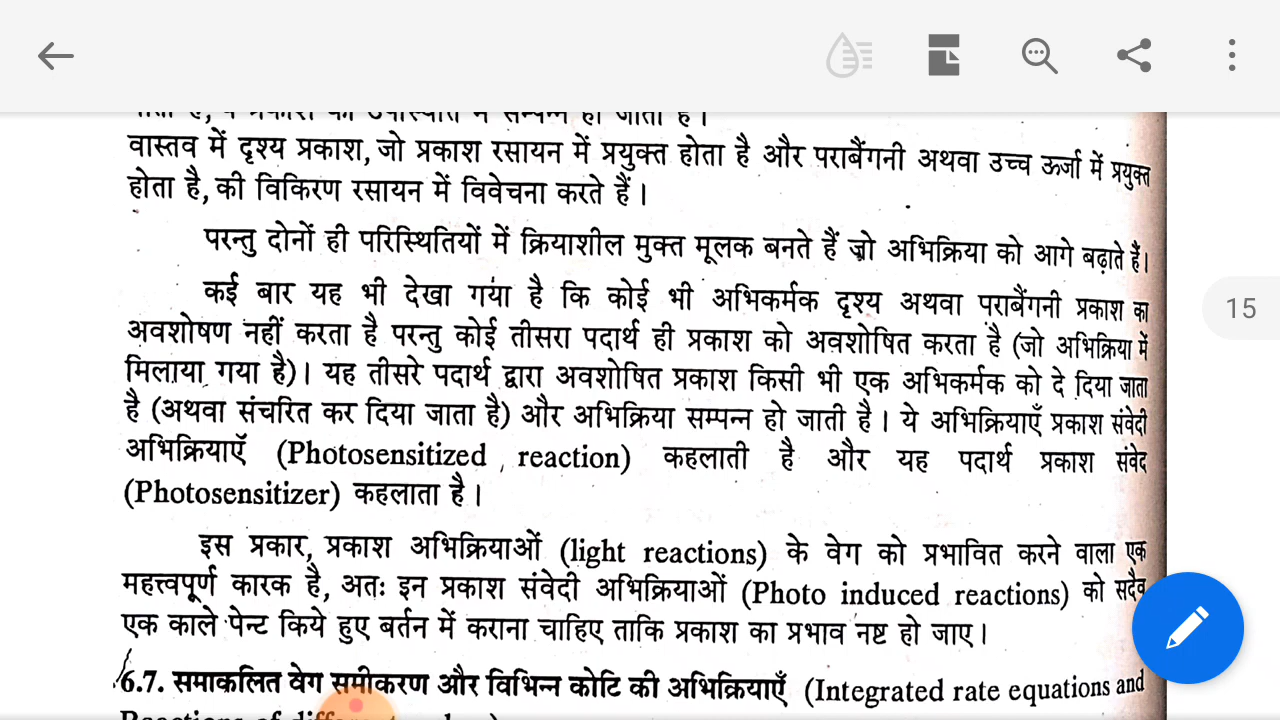 वास्तव में दृश्य प्रकाश, जो प्रकाश रसायन में प्रयुक्त होता है और पराबैंगनी अथवा उच्च ऊर्जा में प्रयुक्त
होता है, की विकिरण रसायन में विवेचना करते हैं।
परन्तु दोनों ही परिस्थितियों में क्रियाशील मुक्त मूलक बनते हैं जो अभिक्रिया को आगे बढ़ाते हैं।
कई बार यह भी देखा गया है कि कोई भी अभिकर्मक दृश्य अथवा पराबैंगनी प्रकाश का
15
अवशोषण नहीं करता है परन्तु कोई तीसरा पदार्थ ही प्रकाश को अवशोषित करता है (जो अभिक्रिया में
मिलाया गया है)। यह तीसरे पदार्थ द्वारा अवशोषित प्रकाश किसी भी एक अभिकर्मक को दे दिया जाता
है (अथवा संचरित कर दिया जाता है) और अभिक्रिया सम्पन्न हो जाती है। ये अभिक्रियाएँ प्रकाश संवेदी
अभिक्रियाएॅ (Photosensitized reaction) कहलाती है और यह पदार्थ प्रकाश संवेद
(Photosensitizer) कहलाता है।
इस प्रकार, प्रकाश अभिक्रियाओं (light reactions) के वेग को प्रभावित करने वाला एक
महत्त्वपूर्ण कारक है, अतः इन प्रकाश संवेदी अभिक्रियाओं (Photo induced reactions) को सदैव
एक काले पेन्ट किये हुए बर्तन में कराना चाहिए ताकि प्रकाश का प्रभाव नष्ट हो जाए।
6.7. समाकलित वेग समीकरण और विभिन्न कोटि की अभिक्रियाएँ (Integrated rate equations and